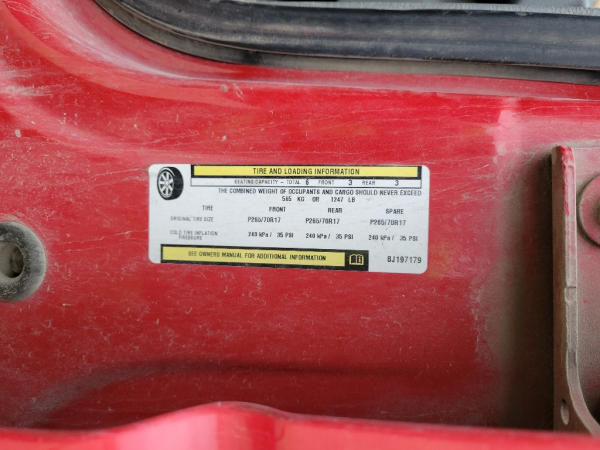 TIRE AND LOADING INFORMATION
SEATING CAPACITY - TOTAL 6 FRONT 3 REAR 3
THE COMBINED WEIGHT OF OCCUPANTS AND CARGO SHOULD NEVER EXCEED
565 KG OR 1247 LB
TIRE FRONT REAR SPARE
ORIGINAL TIRE SIZE P265/70R17 P265/70R17 P265/70R17
COLD TIRE INFLATION PRESSURE 240 kPa / 35 PSI 240 kPa / 35 PSI 240 kPa / 35 PSI
SEE OWNERS MANUAL FOR ADDITIONAL INFORMATION BJ197179